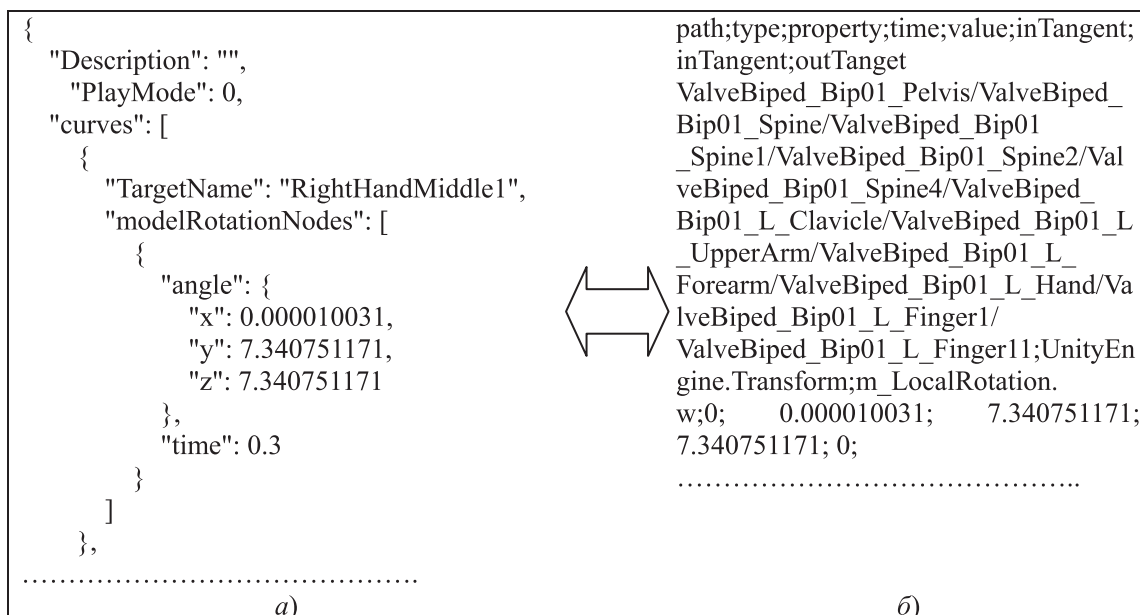 {
"Description": "",
"PlayMode": 0,
"curves": [
{
"TargetName": "RightHandMiddle1",
"modelRotationNodes": [
{
"angle": {
"x": 0.000010031,
"y": 7.340751171,
"z": 7.340751171
},
"time": 0.3
}
]
},
……………………………………
а)
path;type;property;time;value;inTangent;
inTangent;outTanget
ValveBiped_Bip01_Pelvis/ValveBiped_
Bip01_Spine/ValveBiped_Bip01
_Spine1/ValveBiped_Bip01_Spine2/Val
veBiped_Bip01_Spine4/ValveBiped_
Bip01_L_Clavicle/ValveBiped_Bip01_L
_UpperArm/ValveBiped_Bip01_L_
Forearm/ValveBiped_Bip01_L_Hand/Va
lveBiped_Bip01_L_Finger1/
ValveBiped_Bip01_L_Finger11;UnityEn
gine.Transform;m_LocalRotation.
w;0; 0.000010031; 7.340751171;
7.340751171; 0;
……………………………………..
б)